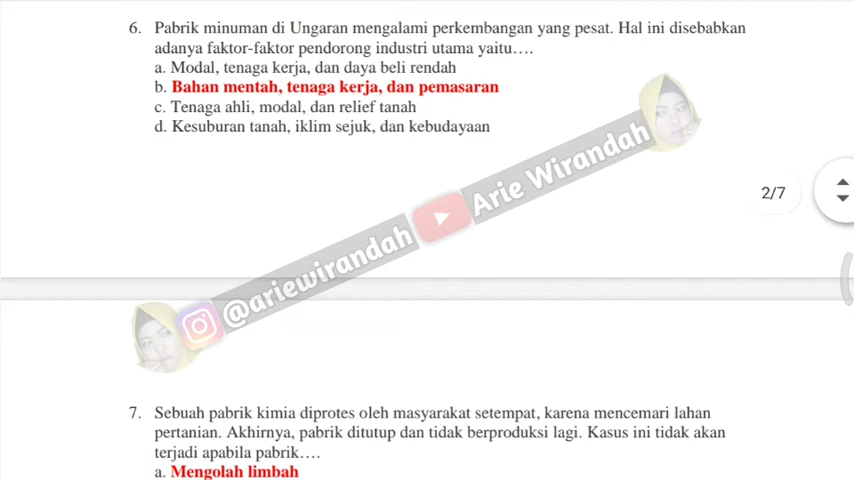 6. Pabrik minuman di Ungaran mengalami perkembangan yang pesat. Hal ini disebabkan
adanya faktor-faktor pendorong industri utama yaitu….
a. Modal, tenaga kerja, dan daya beli rendah
b. Bahan mentah, tenaga kerja, dan pemasaran
c. Tenaga ahli, modal, dan relief tanah
d. Kesuburan tanah, iklim sejuk, dan kebudayaan
Arie Wirandah
2/7
@ariewirandah
7. Sebuah pabrik kimia diprotes oleh masyarakat setempat, karena mencemari lahan
pertanian. Akhirnya, pabrik ditutup dan tidak berproduksi lagi. Kasus ini tidak akan
terjadi apabila pabrik….
a. Mengolah limbah